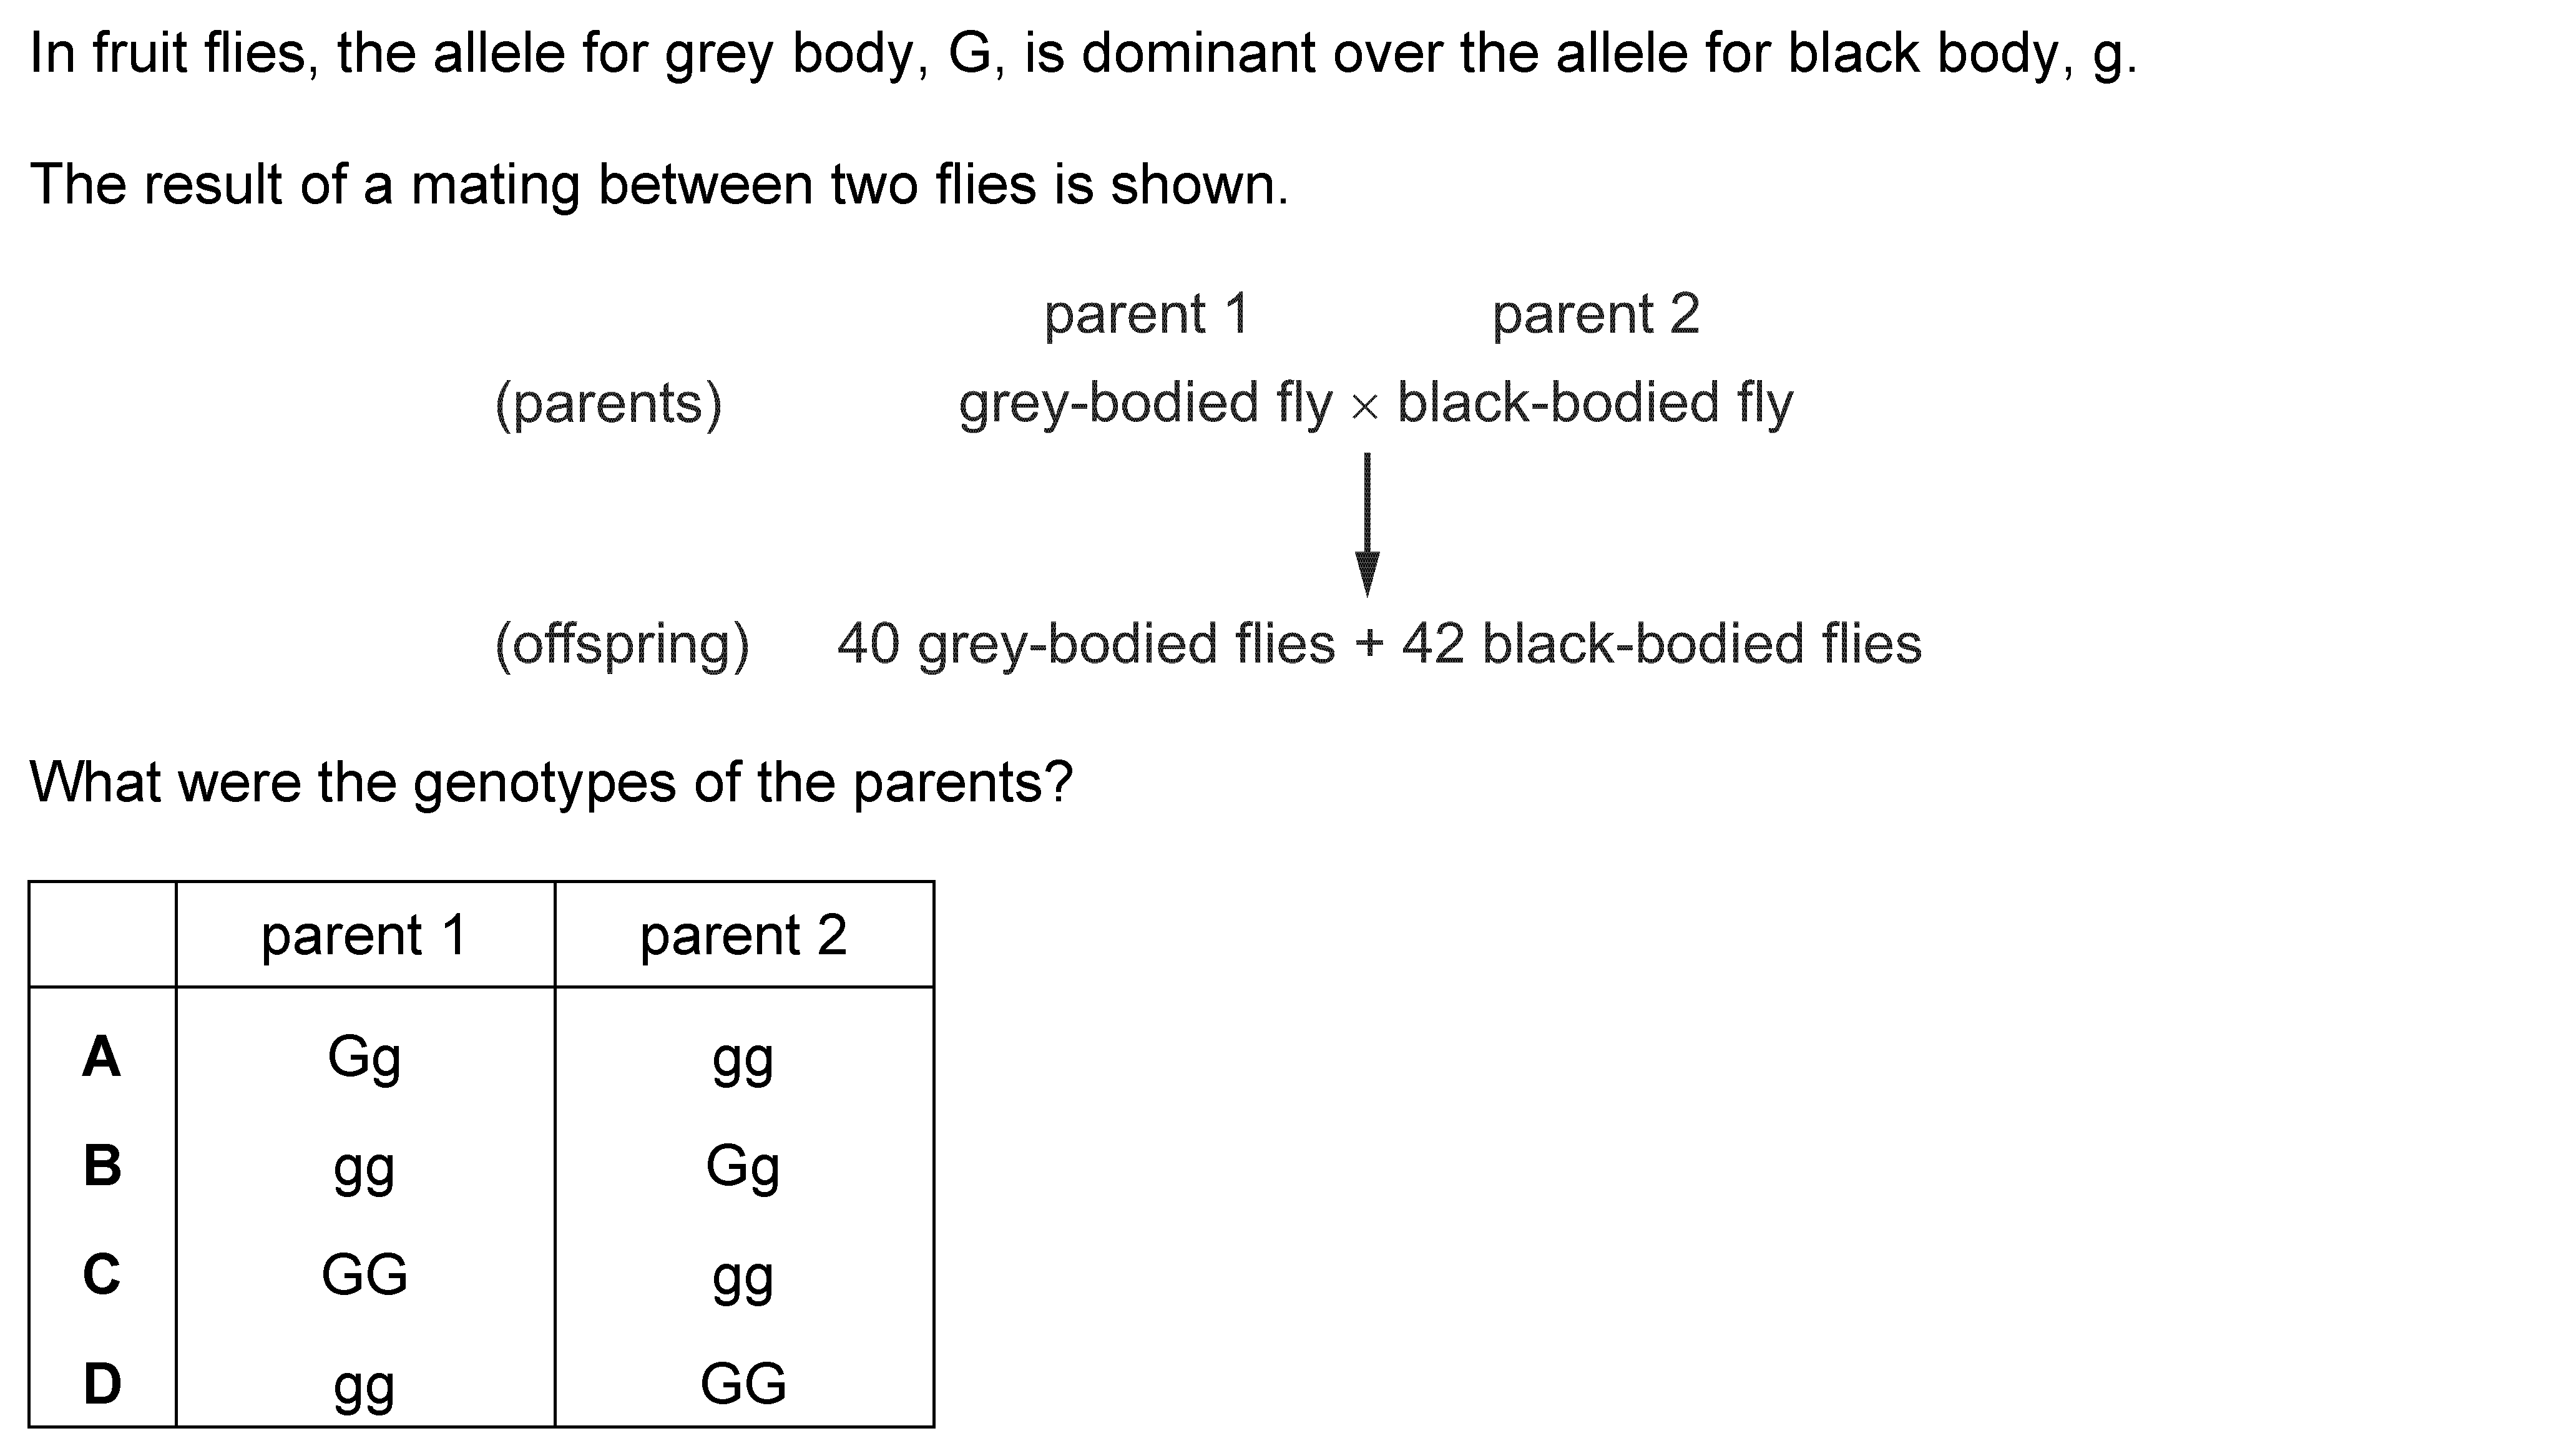 In fruit flies, the allele for grey body, G, is dominant over the allele for black body, g.
The result of a mating between two flies is shown.
parent 1 parent 2
(parents) grey-bodied fly × black-bodied fly
(offspring) 40 grey-bodied flies + 42 black-bodied flies
What were the genotypes of the parents?
parent 1 parent 2
A Gg gg
B gg Gg
C GG gg
D gg GG